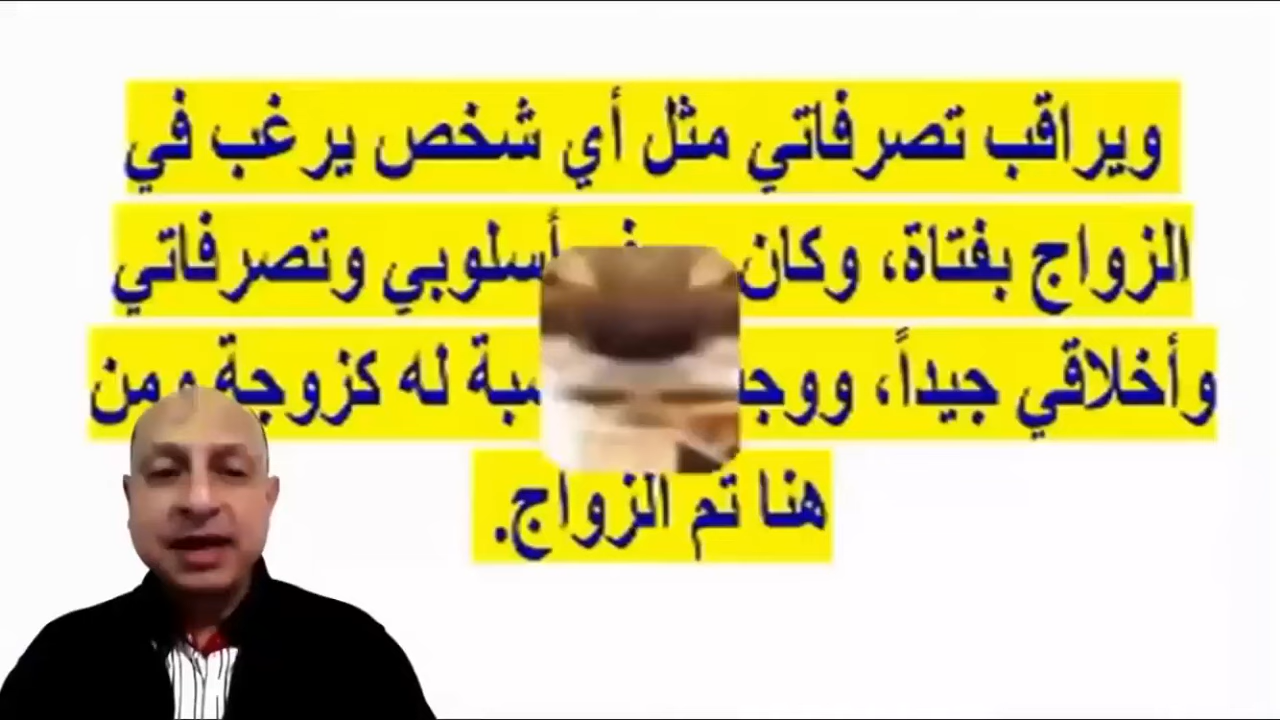 ويراقب تصرفاتي مثل أي شخص يرغب في
الزواج بفتاة، وكان أسلوبي وتصرفاتي
وأخلاقي جيداً، له كزوجة ومن
هنا تم الزواج.